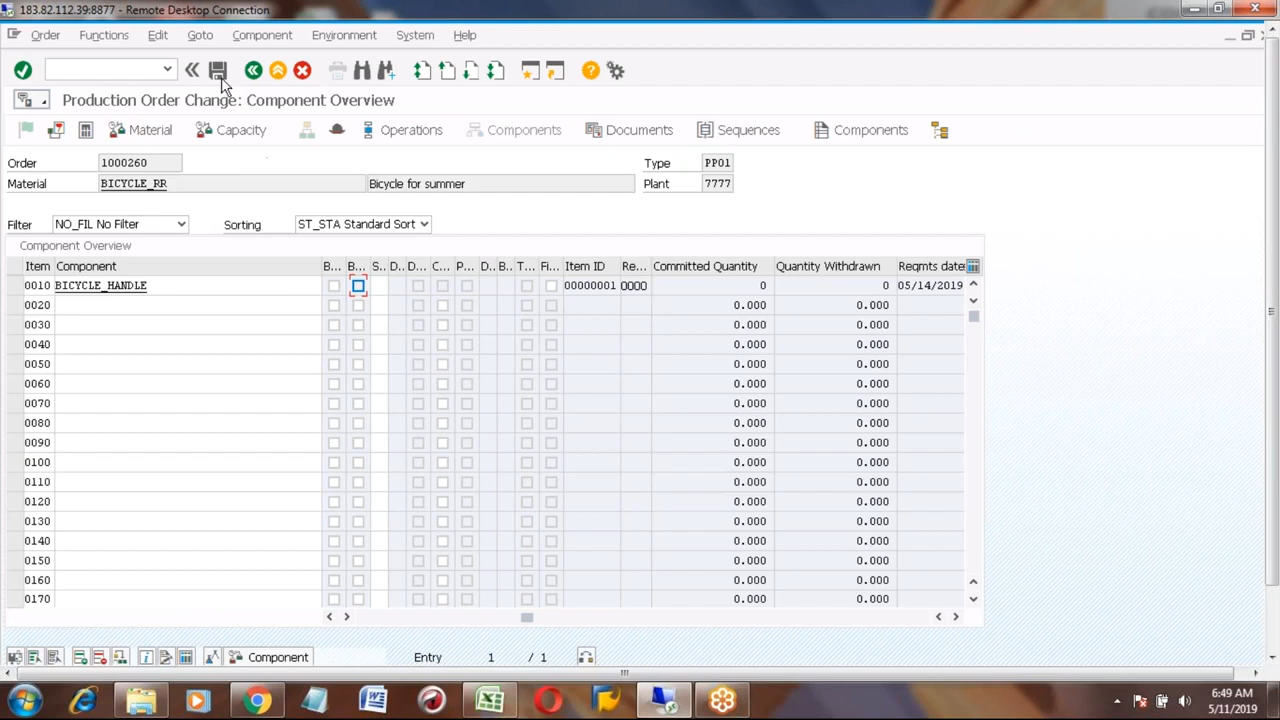 183.82.112.39:8877 - Remote Desktop Connection
Order Functions Edit Goto Component Environment System Help
Production Order Change: Component Overview
Material Capacity Operations Components Documents Sequences Components
Order 1000260 Type PP01
Material BICYCLE_RR Bicycle for summer Plant 7777
Filter NO_FIL No Filter Sorting ST_STA Standard Sort
Component Overview
Item Component B... B... S.. D.. D... C... P... D.. B.. T... Fi... Item ID Re... Committed Quantity Quantity Withdrawn Reqmts date
0010 BICYCLE_HANDLE 00000001 0000 0 0 05/14/2019
0020 0.000 0.000
0030 0.000 0.000
0040 0.000 0.000
0050 0.000 0.000
0060 0.000 0.000
0070 0.000 0.000
0080 0.000 0.000
0090 0.000 0.000
0100 0.000 0.000
0110 0.000 0.000
0120 0.000 0.000
0130 0.000 0.000
0140 0.000 0.000
0150 0.000 0.000
0160 0.000 0.000
0170 0.000 0.000
Component Entry 1 / 1
6:49 AM
5/11/2019